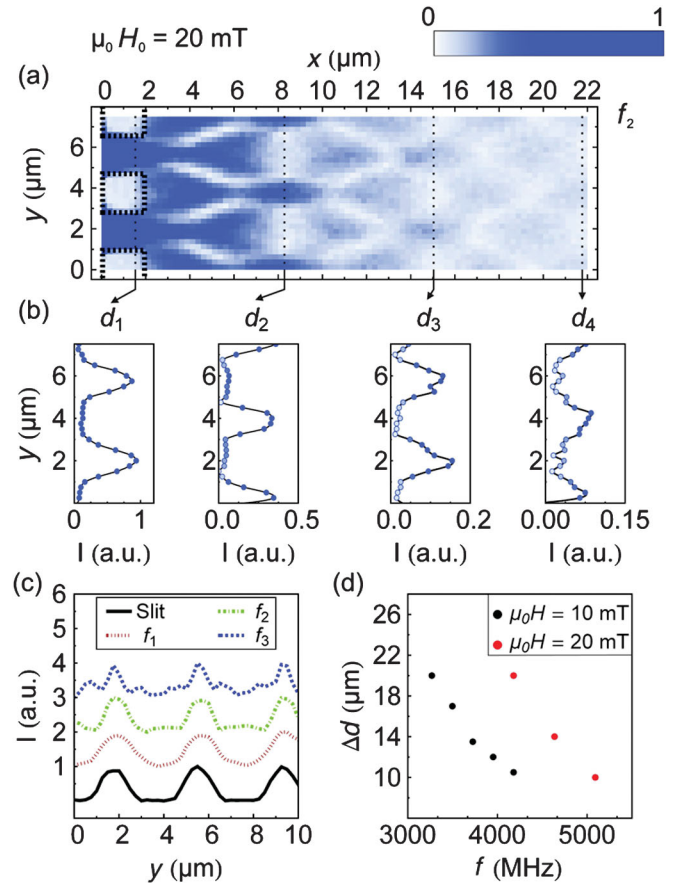 0 1
μ₀ H₀ = 20 mT
(a) x (μm)
0 2 4 6 8 10 12 14 16 18 20 22
f₂
y (μm)
6
4
2
0
(b) d₁ d₂ d₃ d₄
y (μm)
6 6 6 6
4 4 4 4
2 2 2 2
0 1 0.0 0.5 0.0 0.2 0.00 0.15
I (a.u.) I (a.u.) I (a.u.) I (a.u.)
(c) (d)
I (a.u.)
6
5
4
3
2
1
Slit f₂
f₁ f₃
0 2 4 6 8 10
y (μm)
Δd (μm)
26
22
18
14
10
μ₀H = 10 mT
μ₀H = 20 mT
3000 4000 5000
f (MHz)